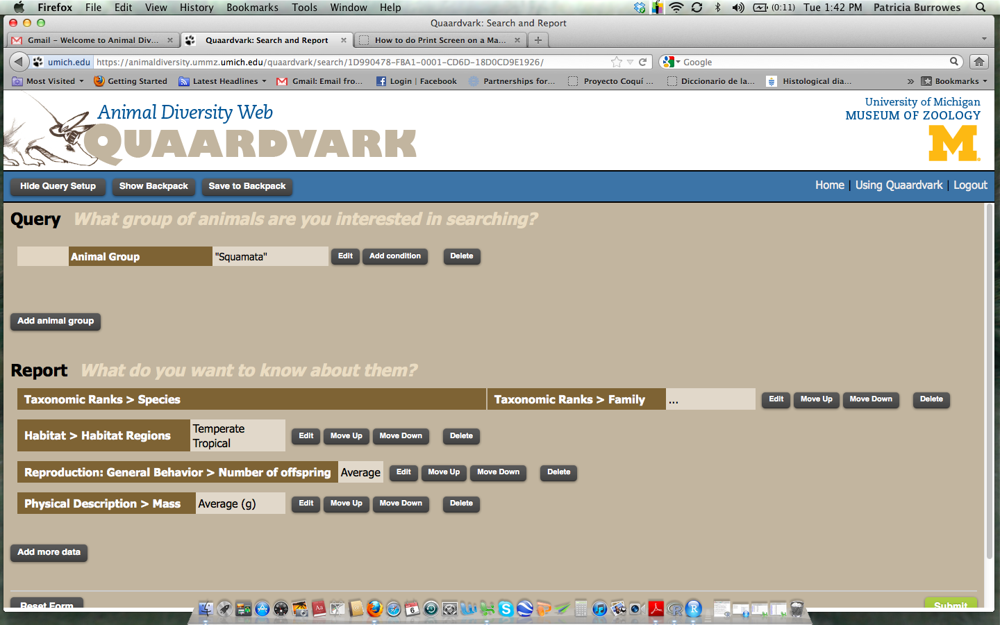 Firefox File Edit View History Bookmarks Tools Window Help (0:11) Tue 1:42 PM Patricia Burrowes
Quaardvark: Search and Report
Gmail – Welcome to Animal Div... Quaardvark: Search and Report How to do Print Screen on a Ma...
umich.edu https://animaldiversity.ummz.umich.edu/quaardvark/search/1D990478-FBA1-0001-CD6D-18D0CD9E1926/ Google
Most Visited Getting Started Latest Headlines Gmail: Email fro... Login | Facebook Partnerships for... Proyecto Coquí ... Diccionario de la... Histological dia... » Bookmarks
Animal Diversity Web
QUAARDVARK
University of Michigan
MUSEUM OF ZOOLOGY
M
Hide Query Setup Show Backpack Save to Backpack Home | Using Quaardvark | Logout
Query What group of animals are you interested in searching?
Animal Group "Squamata" Edit Add condition Delete
Add animal group
Report What do you want to know about them?
Taxonomic Ranks > Species Taxonomic Ranks > Family ... Edit Move Up Move Down Delete
Habitat > Habitat Regions Temperate
Tropical Edit Move Up Move Down Delete
Reproduction: General Behavior > Number of offspring Average Edit Move Up Move Down Delete
Physical Description > Mass Average (g) Edit Move Up Move Down Delete
Add more data
Reset Form Submit